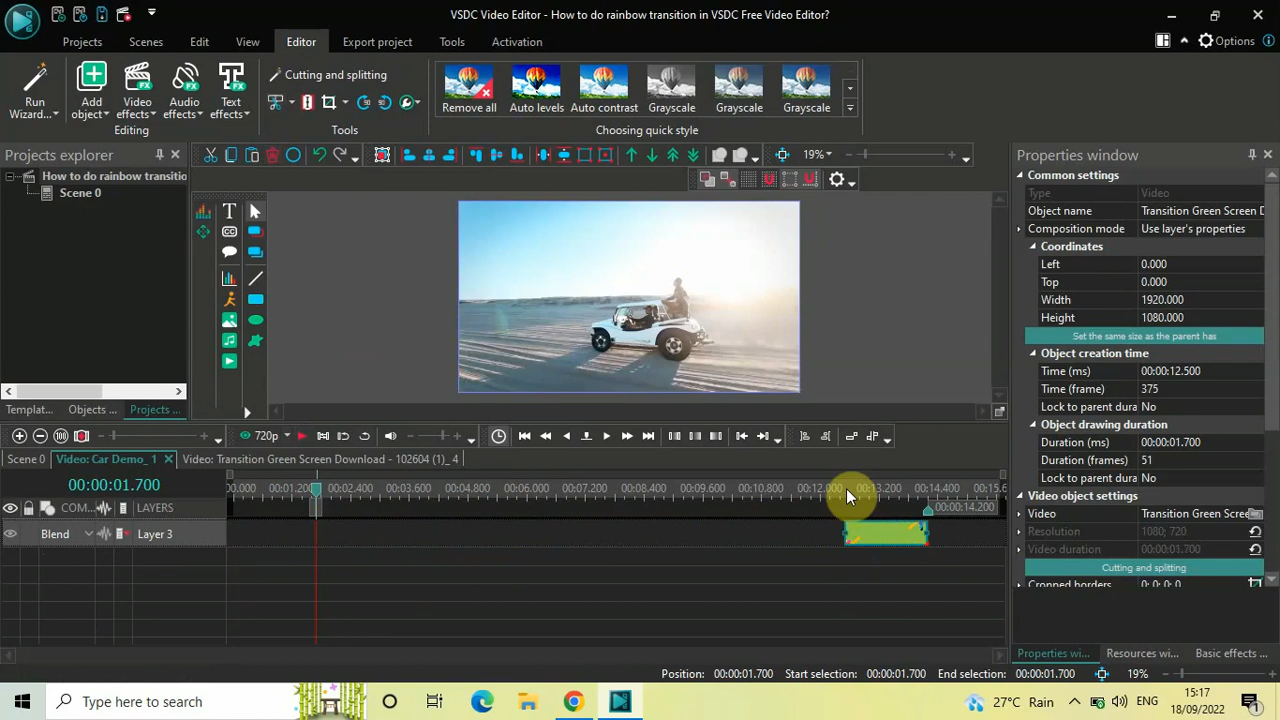 VSDC Video Editor - How to do rainbow transition in VSDC Free Video Editor?
Projects Scenes Edit View Editor Export project Tools Activation
Options
Run Wizard...
Add object
Video effects
Audio effects
Text effects
Editing
Cutting and splitting
Tools
Remove all Auto levels Auto contrast Grayscale Grayscale Grayscale
Choosing quick style
Projects explorer
How to do rainbow transitio
Scene 0
19%
Templat... Objects ... Projects ...
Properties window
Common settings
Type Video
Object name Transition Green Screen D
Composition mode Use layer's properties
Coordinates
Left 0.000
Top 0.000
Width 1920.000
Height 1080.000
Set the same size as the parent has
Object creation time
Time (ms) 00:00:12.500
Time (frame) 375
Lock to parent dura No
Object drawing duration
Duration (ms) 00:00:01.700
Duration (frames) 51
Lock to parent dura No
Video object settings
Video Transition Green Scree
Resolution 1080; 720
Video duration 00:00:01.700
Cutting and splitting
Cropped borders 0; 0; 0; 0
Properties wi... Resources wi... Basic effects ...
720p
Scene 0 Video: Car Demo_ 1 Video: Transition Green Screen Download - 102604 (1)_ 4
00:00:01.700
0.000 00:01.200 00:02.400 00:03.600 00:04.800 00:06.000 00:07.200 00:08.400 00:09.600 00:10.800 00:12.000 00:13.200 00:14.400 00:15.6
00:00:14.200
COM... LAYERS
Blend Layer 3
Position: 00:00:01.700 Start selection: 00:00:01.700 End selection: 00:00:01.700 19%
Type here to search
27°C Rain
ENG
15:17
18/09/2022
1